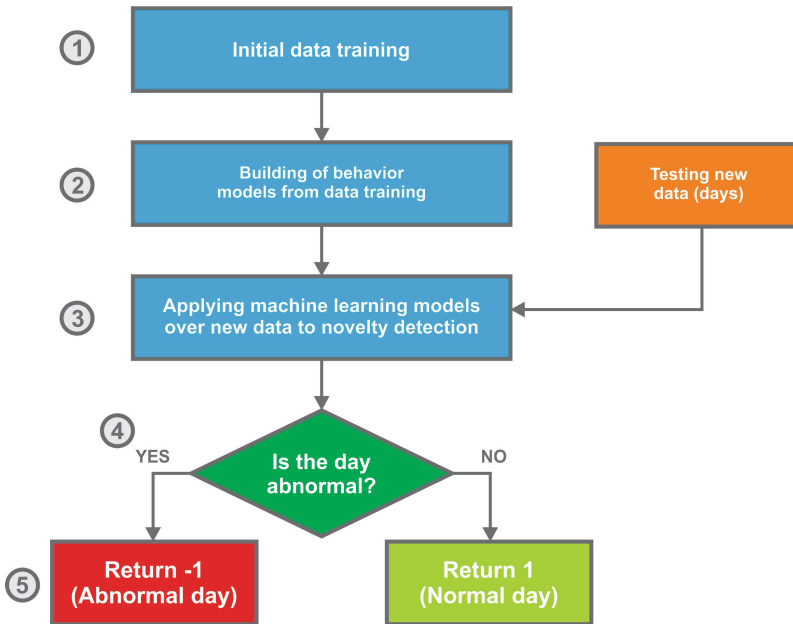 1
Initial data training
2
Building of behavior
models from data training
Testing new
data (days)
3
Applying machine learning models
over new data to novelty detection
4
YES
NO
Is the day
abnormal?
5
Return -1
(Abnormal day)
Return 1
(Normal day)